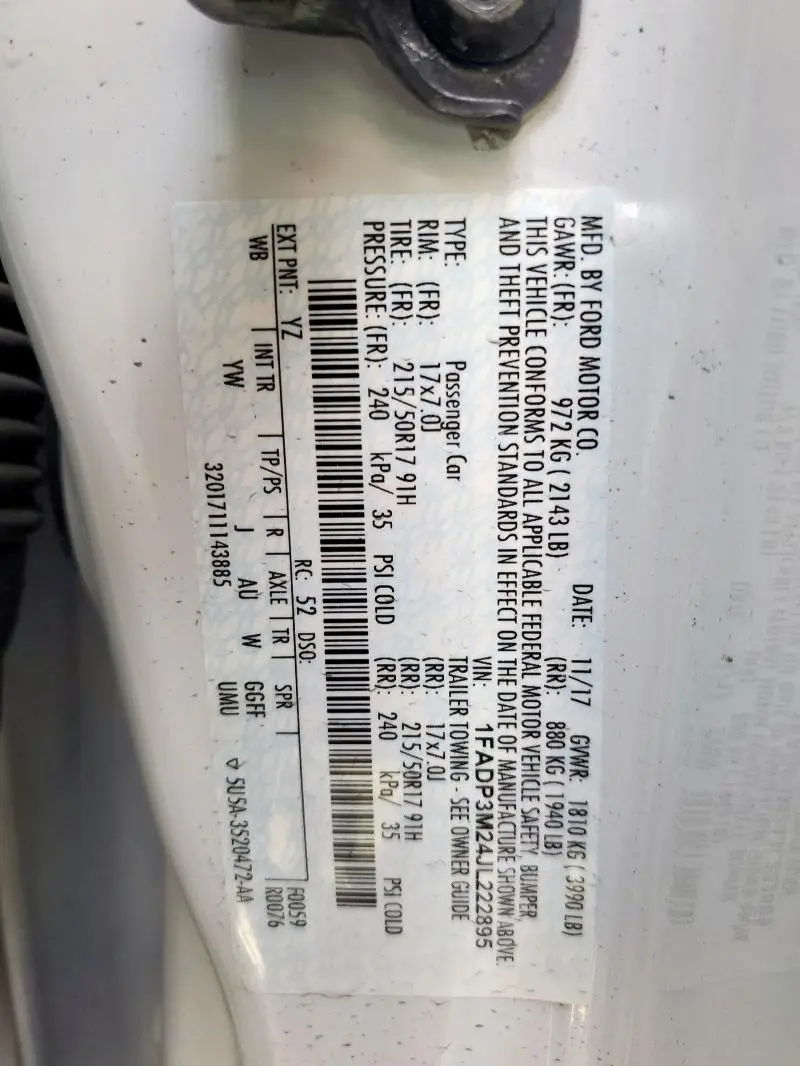 MFD. BY FORD MOTOR CO. DATE: 11/17 GVWR: 1810 KG ( 3990 LB)
GAWR: (FR): 972 KG ( 2143 LB) (RR): 880 KG ( 1940 LB)
THIS VEHICLE CONFORMS TO ALL APPLICABLE FEDERAL MOTOR VEHICLE SAFETY, BUMPER,
AND THEFT PREVENTION STANDARDS IN EFFECT ON THE DATE OF MANUFACTURE SHOWN ABOVE.
VIN: 1FADP3M24JL222895
TYPE: Passenger Car TRAILER TOWING - SEE OWNER GUIDE
RIM: (FR): 17x7.0J (RR): 17x7.0J
TIRE: (FR): 215/50R17 91H (RR): 215/50R17 91H
PRESSURE: (FR): 240 kPa/ 35 PSI COLD (RR): 240 kPa/ 35 PSI COLD
RC: 52 DSO: F0059
EXT PNT: YZ R0076
WB | INT TR | TP/PS | R | AXLE | TR | SPR |
YW J AU W GGFF
3201711143885 UMU 5U5A-3520472-AA